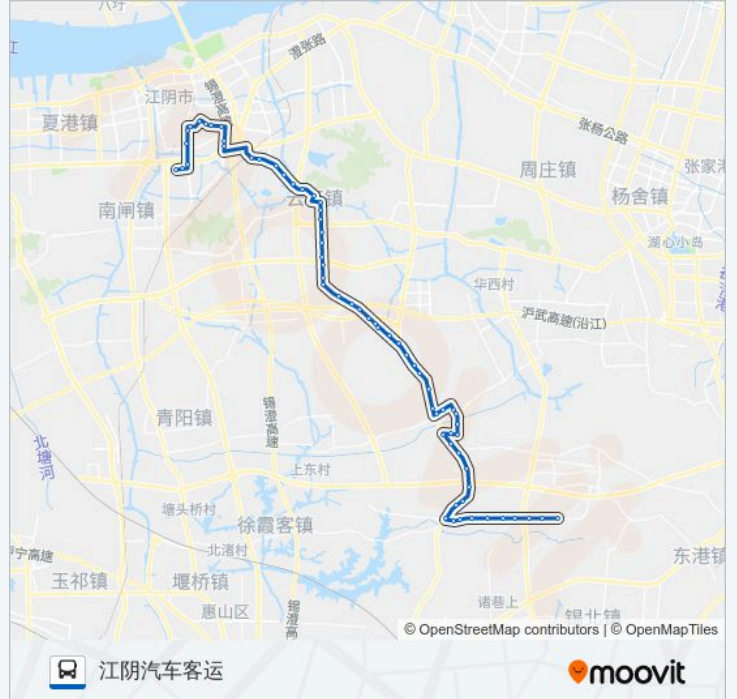 八圩
江
澄张路
江阴市
锡澄高
夏港镇
张杨公路
周庄镇
张家港
杨舍镇
南闸镇
湖心小岛
华西村
沪武高速(沿江)
青阳镇
锡澄高速
北塘河
上东村
塘头桥村
徐霞客镇
北渚村
宁高速
东港镇
玉祁镇
堰桥镇
惠山区
锡澄高
诸巷上
锡北镇
© OpenStreetMap contributors | © OpenMapTiles
江阴汽车客运
moovit